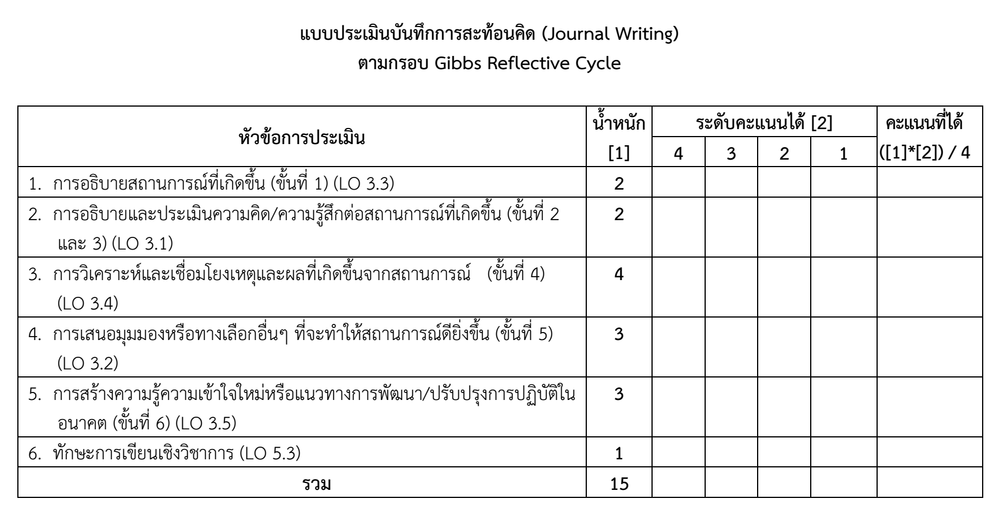 แบบประเมินบันทึกการสะท้อนคิด (Journal Writing)
ตามกรอบ Gibbs Reflective Cycle
หัวข้อการประเมิน
น้ำหนัก
[1]
ระดับคะแนนได้ [2]
4 3 2 1
คะแนนที่ได้
([1]*[2]) / 4
1. การอธิบายสถานการณ์ที่เกิดขึ้น (ขั้นที่ 1) (LO 3.3) 2
2. การอธิบายและประเมินความคิด/ความรู้สึกต่อสถานการณ์ที่เกิดขึ้น (ขั้นที่ 2 2
และ 3) (LO 3.1)
3. การวิเคราะห์และเชื่อมโยงเหตุและผลที่เกิดขึ้นจากสถานการณ์ (ขั้นที่ 4) 4
(LO 3.4)
4. การเสนอมุมมองหรือทางเลือกอื่นๆ ที่จะทำให้สถานการณ์ดียิ่งขึ้น (ขั้นที่ 5) 3
(LO 3.2)
5. การสร้างความรู้ความเข้าใจใหม่หรือแนวทางการพัฒนา/ปรับปรุงการปฏิบัติใน 3
อนาคต (ขั้นที่ 6) (LO 3.5)
6. ทักษะการเขียนเชิงวิชาการ (LO 5.3) 1
รวม 15